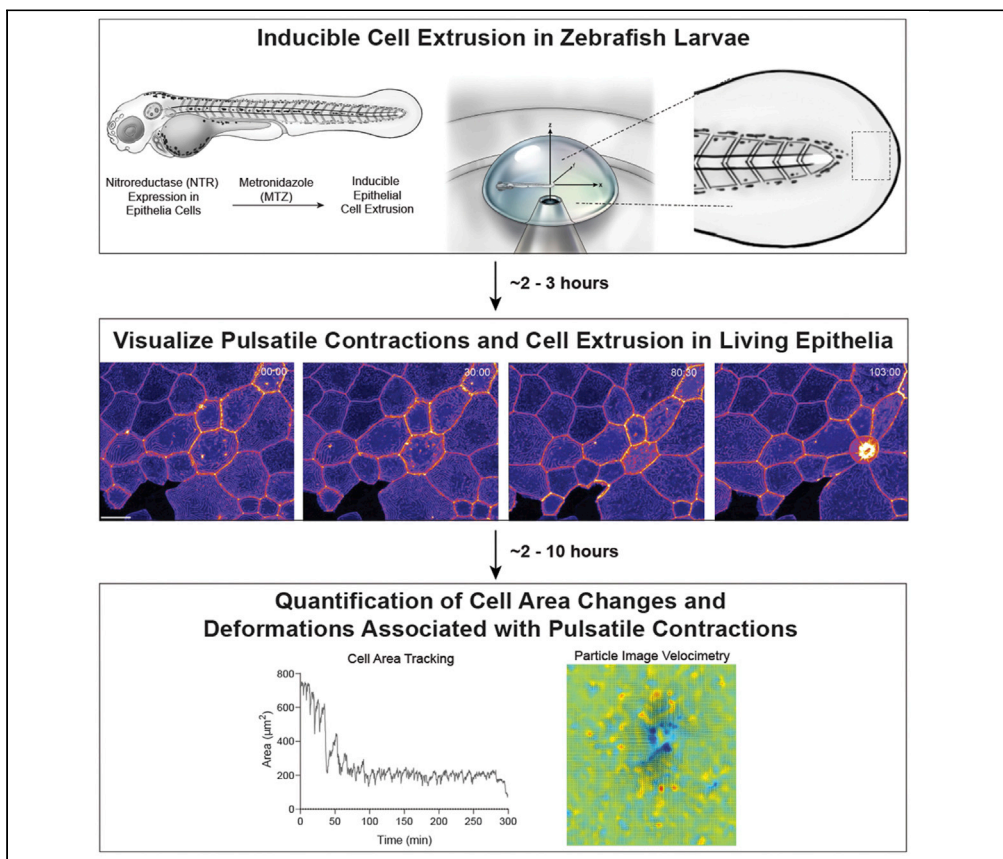 Inducible Cell Extrusion in Zebrafish Larvae
Nitroreductase (NTR)
Expression in
Epithelia Cells
Metronidazole
(MTZ)
Inducible
Epithelial
Cell Extrusion
z
y
x
~2 - 3 hours
Visualize Pulsatile Contractions and Cell Extrusion in Living Epithelia
00:00
30:00
80:30
103:00
~2 - 10 hours
Quantification of Cell Area Changes and
Deformations Associated with Pulsatile Contractions
Cell Area Tracking
Area (µm²)
800
600
400
200
0
0 50 100 150 200 250 300
Time (min)
Particle Image Velocimetry